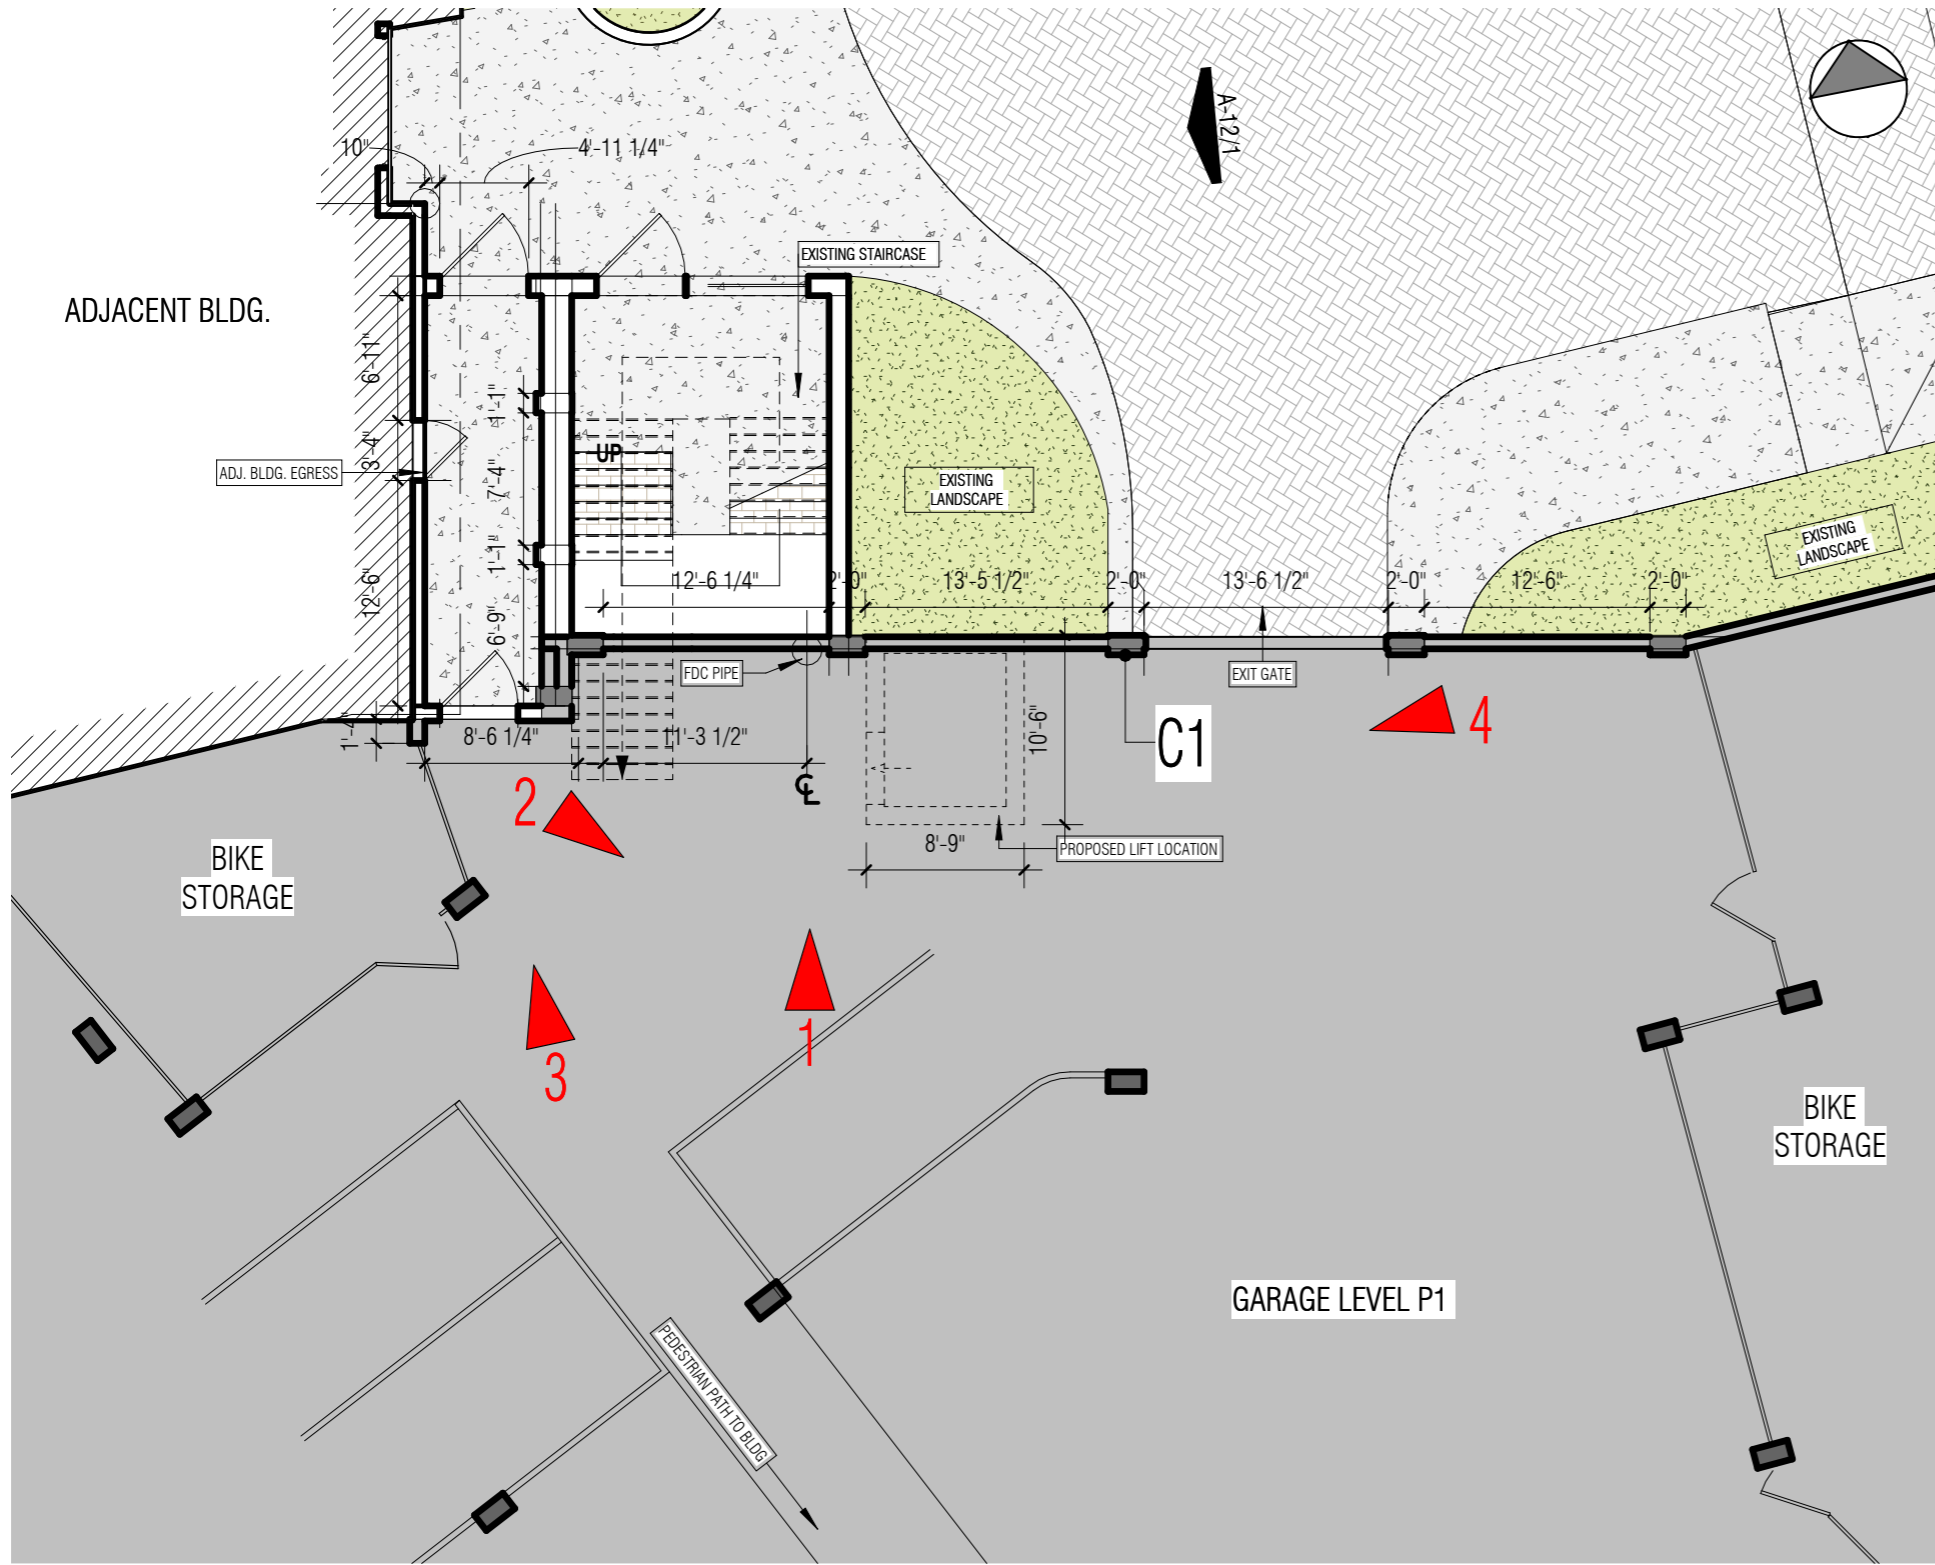 A-12/1
10"
4'-11 1/4"
EXISTING STAIRCASE
ADJACENT BLDG.
6'-11"
1'-1"
UP
3'-4"
ADJ. BLDG. EGRESS
7'-4"
EXISTING
LANDSCAPE
EXISTING
LANDSCAPE
1'-1"
12'-6"
12'-6 1/4"
2'-0"
13'-5 1/2"
2'-0"
13'-6 1/2"
2'-0"
12'-6"
2'-0"
6'-9"
FDC PIPE
EXIT GATE
1'-4"
8'-6 1/4"
11'-3 1/2"
10'-6"
C1
4
2
8'-9"
PROPOSED LIFT LOCATION
BIKE
STORAGE
1
3
BIKE
STORAGE
GARAGE LEVEL P1
PEDESTRIAN PATH TO BLDG